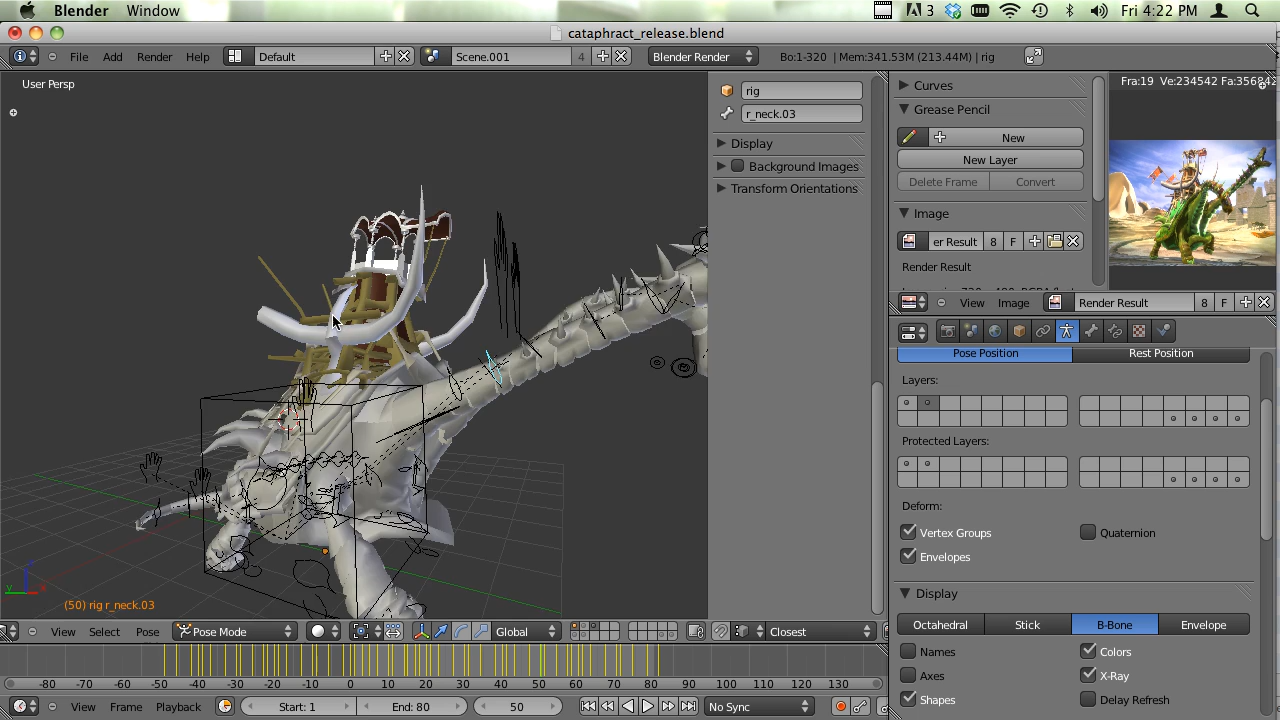 Blender Window
3
Fri 4:22 PM
cataphract_release.blend
File Add Render Help
Default
Scene.001
4
Blender Render
Bo:1-320 | Mem:341.53M (213.44M) | rig
User Persp
rig
r_neck.03
Display
Background Images
Transform Orientations
Curves
Grease Pencil
New
New Layer
Delete Frame Convert
Image
er Result 8 F
Render Result
Fra:19 Ve:234542 Fa:356842
View Image
Render Result 8 F
Pose Position Rest Position
Layers:
Protected Layers:
Deform:
Vertex Groups
Quaternion
Envelopes
Display
Octahedral Stick B-Bone Envelope
Names
Colors
Axes
X-Ray
Shapes
Delay Refresh
y x
(50) rig r_neck.03
View Select Pose
Pose Mode
Global
Closest
-80 -70 -60 -50 -40 -30 -20 -10 0 10 20 30 40 50 60 70 80 90 100 110 120 130
View Frame Playback
Start: 1
End: 80
50
No Sync